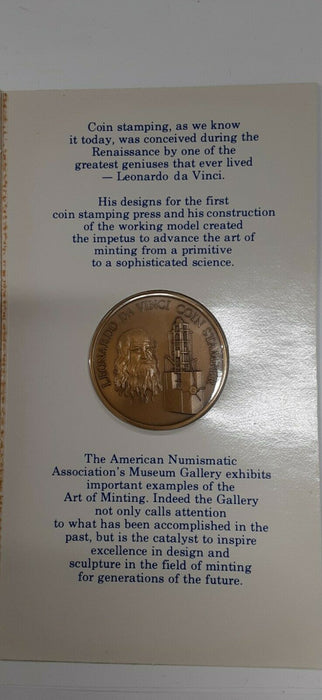 Coin stamping, as we know
it today, was conceived during the
Renaissance by one of the
greatest geniuses that ever lived
— Leonardo da Vinci.
His designs for the first
coin stamping press and his construction
of the working model created
the impetus to advance the art of
minting from a primitive
to a sophisticated science.
LEONARDO DA VINCI COIN STAMPER
The American Numismatic
Association's Museum Gallery exhibits
important examples of the
Art of Minting. Indeed the Gallery
not only calls attention
to what has been accomplished in the
past, but is the catalyst to inspire
excellence in design and
sculpture in the field of minting
for generations of the future.